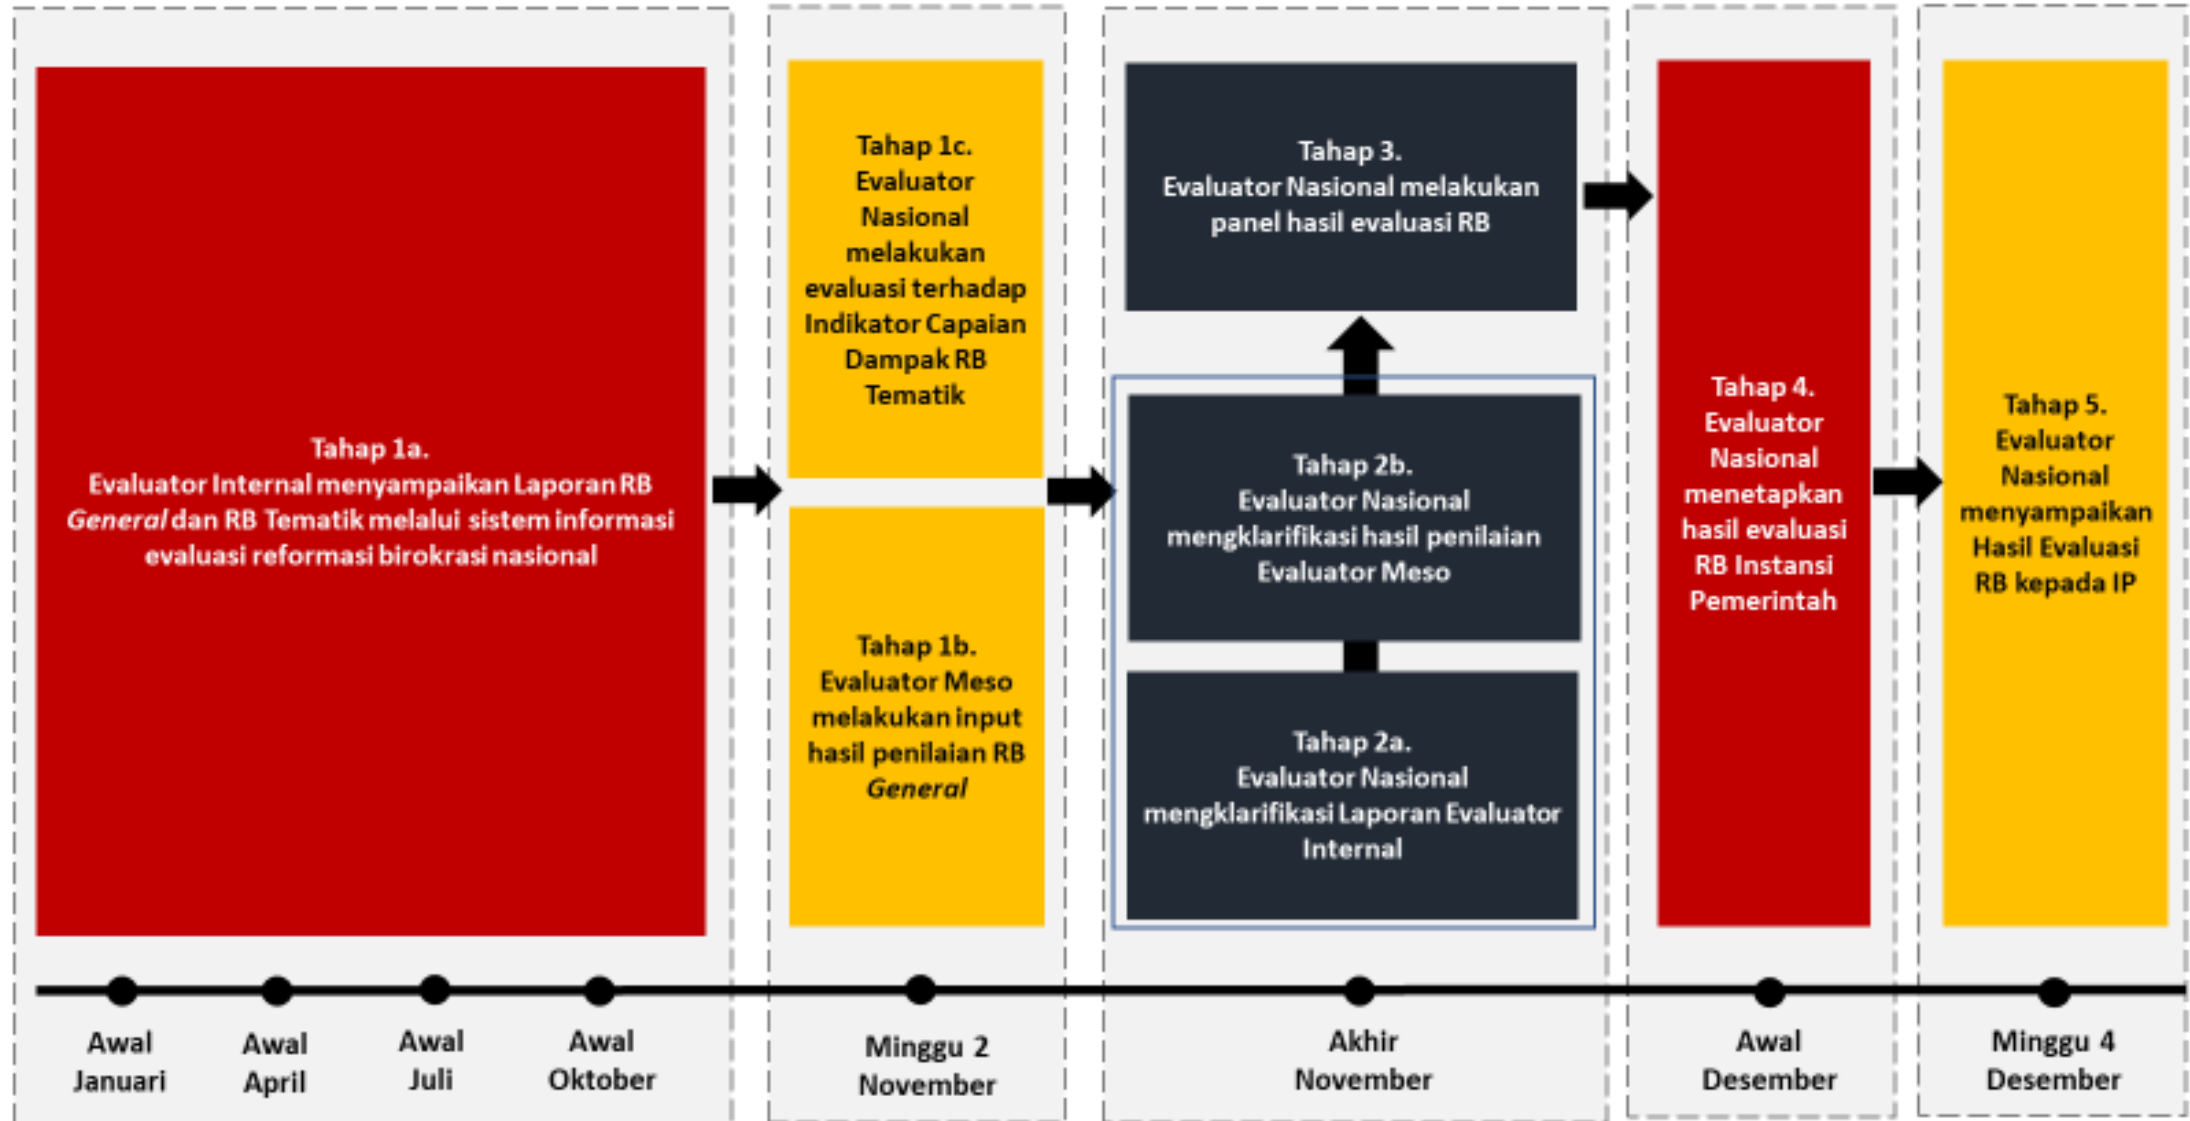 Tahap 1a.
Evaluator Internal menyampaikan Laporan RB
General dan RB Tematik melalui sistem informasi
evaluasi reformasi birokrasi nasional
Tahap 1c.
Evaluator
Nasional
melakukan
evaluasi terhadap
Indikator Capaian
Dampak RB
Tematik
Tahap 1b.
Evaluator Meso
melakukan input
hasil penilaian RB
General
Tahap 3.
Evaluator Nasional melakukan
panel hasil evaluasi RB
Tahap 2b.
Evaluator Nasional
mengklarifikasi hasil penilaian
Evaluator Meso
Tahap 2a.
Evaluator Nasional
mengklarifikasi Laporan Evaluator
Internal
Tahap 4.
Evaluator
Nasional
menetapkan
hasil evaluasi
RB Instansi
Pemerintah
Tahap 5.
Evaluator
Nasional
menyampaikan
Hasil Evaluasi
RB kepada IP
Awal
Januari
Awal
April
Awal
Juli
Awal
Oktober
Minggu 2
November
Akhir
November
Awal
Desember
Minggu 4
Desember